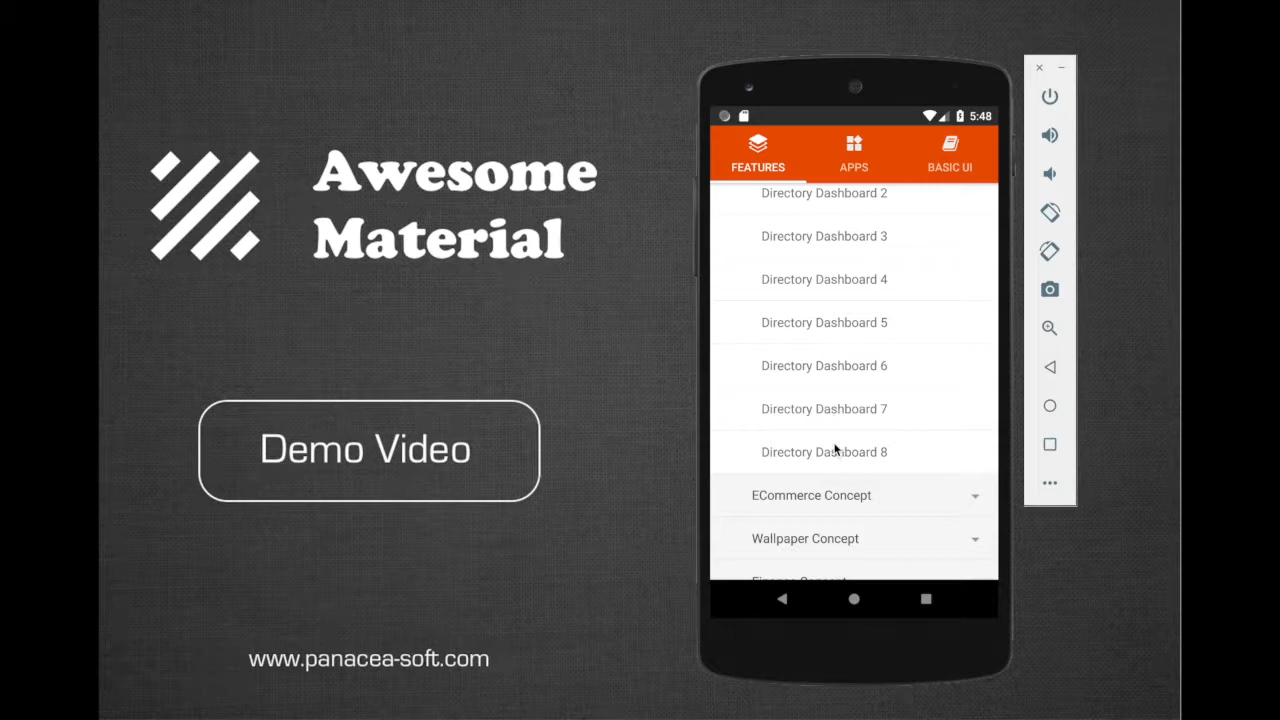 Awesome
Material
Demo Video
www.panacea-soft.com
5:48
FEATURES
APPS
BASIC UI
Directory Dashboard 2
Directory Dashboard 3
Directory Dashboard 4
Directory Dashboard 5
Directory Dashboard 6
Directory Dashboard 7
Directory Dashboard 8
ECommerce Concept
Wallpaper Concept